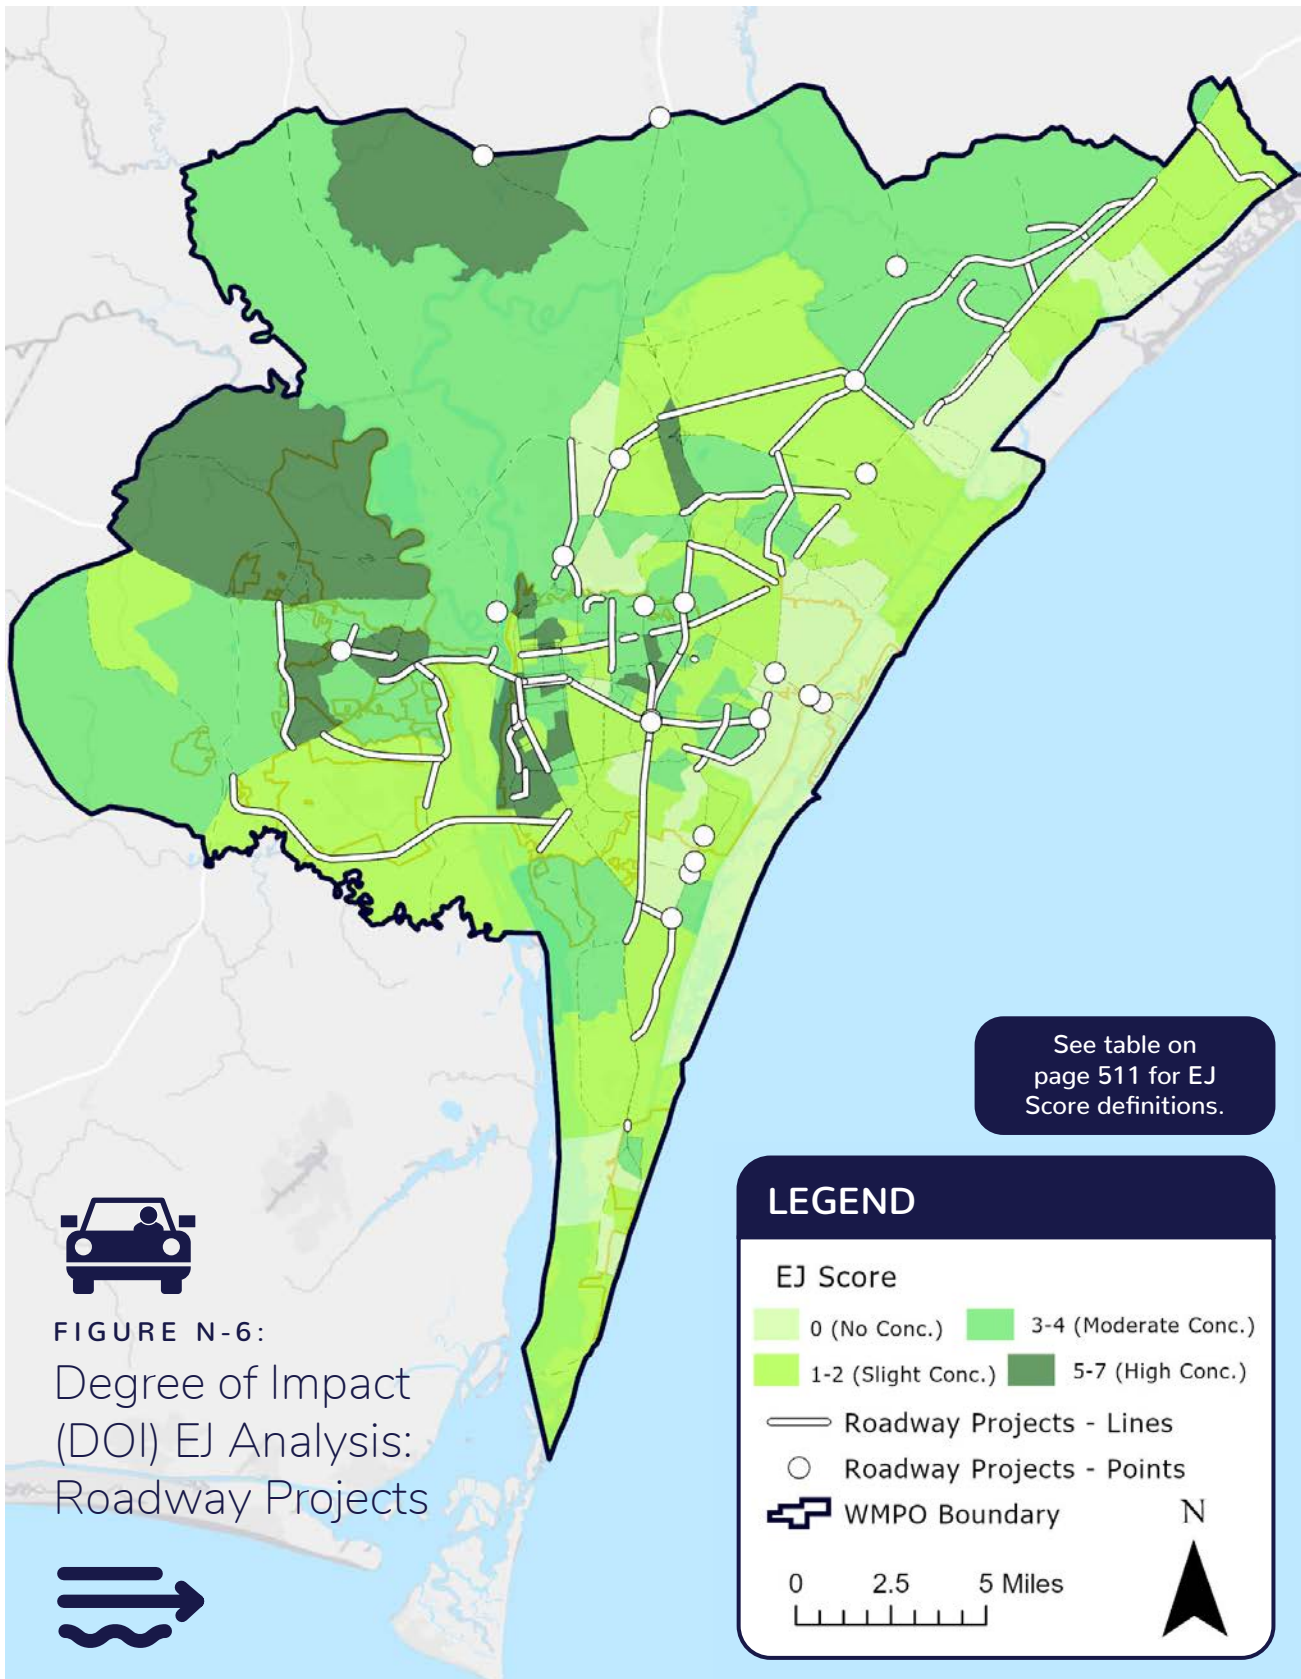 See table on
page 511 for EJ
Score definitions.
LEGEND
EJ Score
0 (No Conc.)
3-4 (Moderate Conc.)
1-2 (Slight Conc.)
5-7 (High Conc.)
Roadway Projects - Lines
Roadway Projects - Points
WMPO Boundary
N
0 2.5 5 Miles
FIGURE N-6:
Degree of Impact
(DOI) EJ Analysis:
Roadway Projects